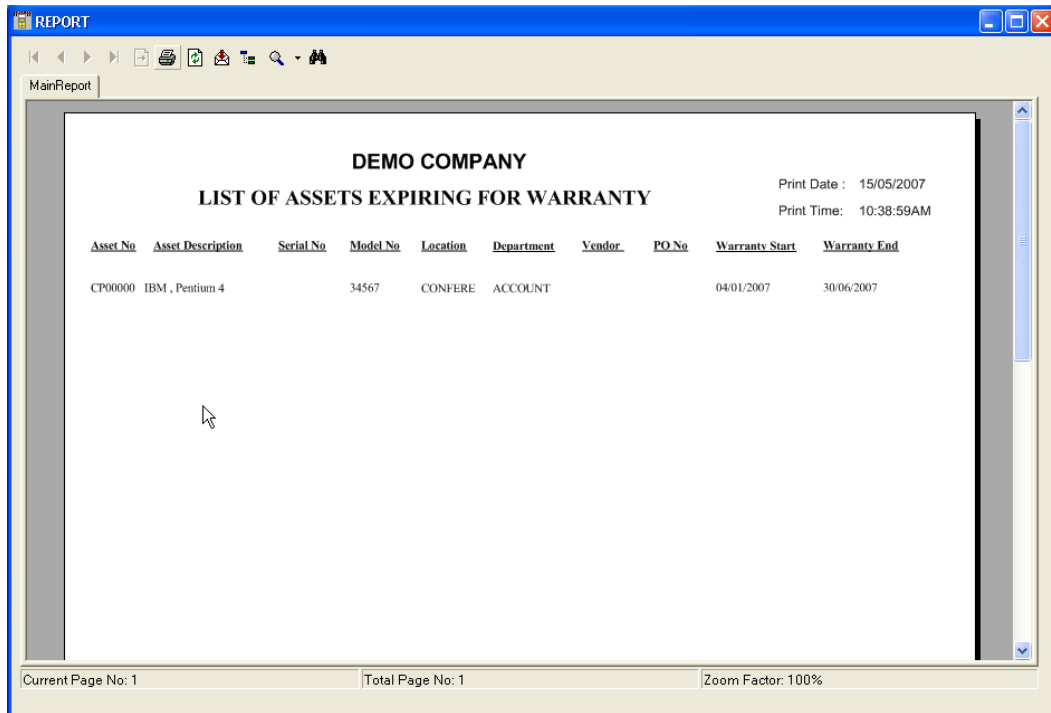 REPORT
MainReport
DEMO COMPANY
LIST OF ASSETS EXPIRING FOR WARRANTY
Print Date : 15/05/2007
Print Time: 10:38:59AM
Asset No Asset Description Serial No Model No Location Department Vendor PO No Warranty Start Warranty End
CP00000 IBM , Pentium 4 34567 CONFERE ACCOUNT 04/01/2007 30/06/2007
Current Page No: 1 Total Page No: 1 Zoom Factor: 100%